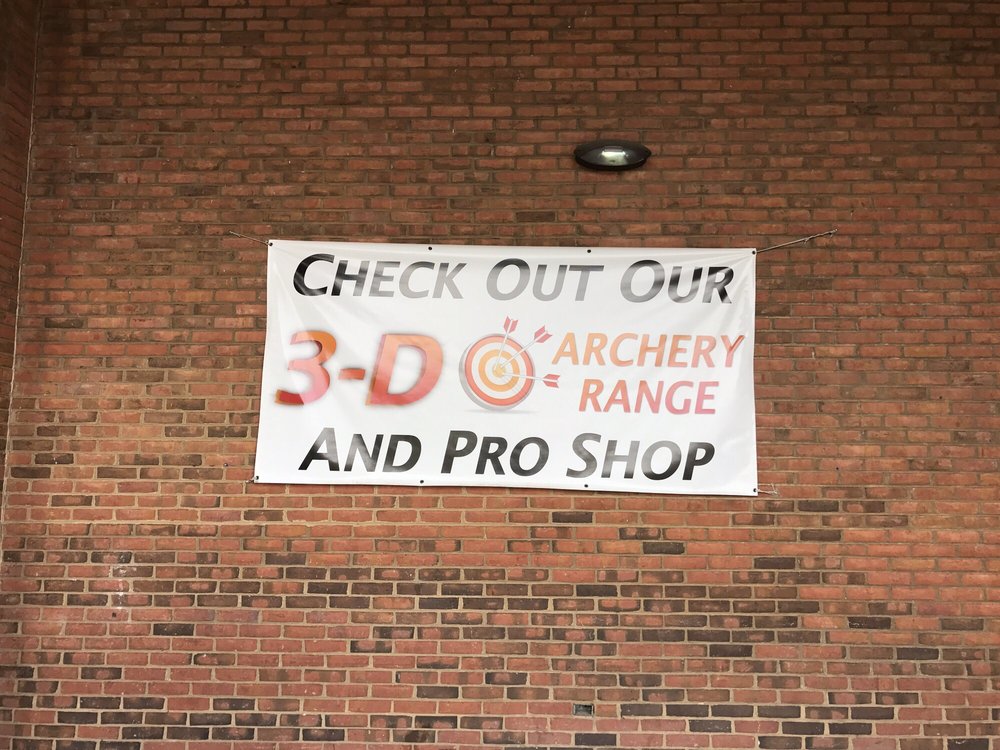 CHECK OUT OUR
3-D ARCHERY
RANGE
AND PRO SHOP